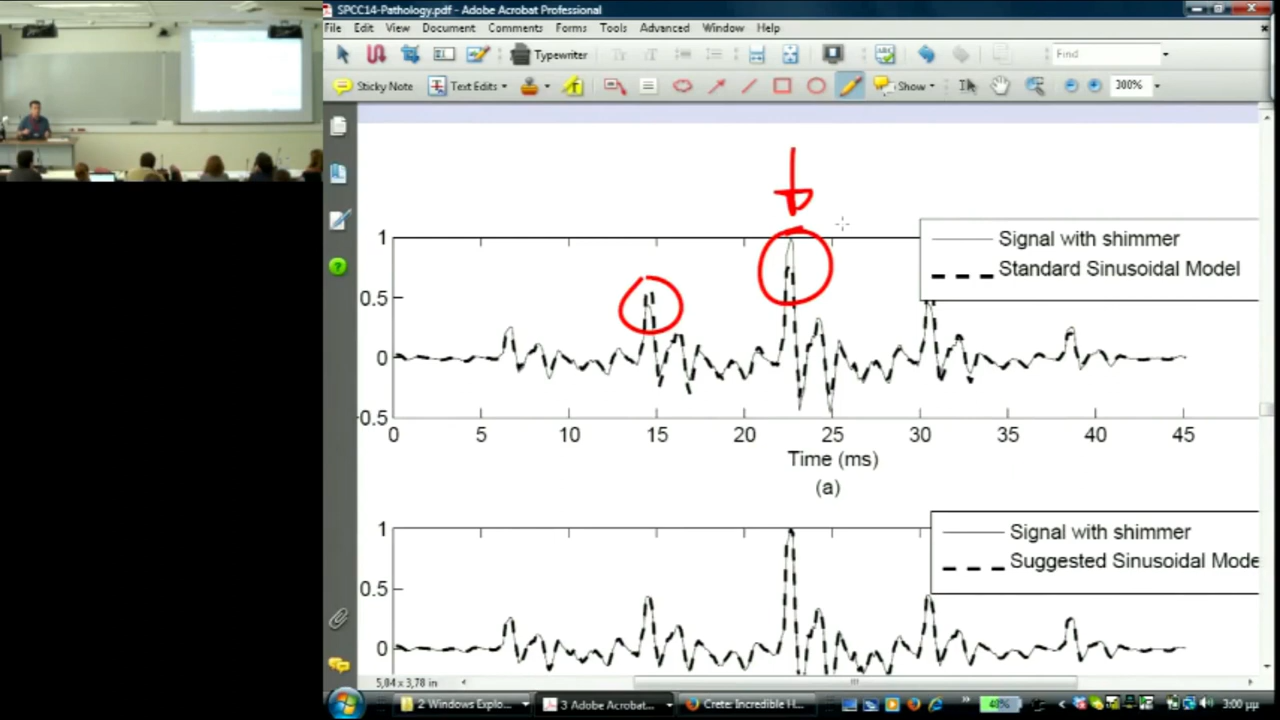 SPCC14-Pathology.pdf - Adobe Acrobat Professional
File Edit View Document Comments Forms Tools Advanced Window Help
Typewriter
Find
Sticky Note Text Edits Show 300%
1
0.5
0
-0.5
0 5 10 15 20 25 30 35 40 45
Time (ms)
(a)
Signal with shimmer
Standard Sinusoidal Model
1
0.5
0
Signal with shimmer
Suggested Sinusoidal Mode
5,04 x 3,78 in
2 Windows Explo...
3 Adobe Acrobat...
Crete: Incredible H...
3:00 μμ